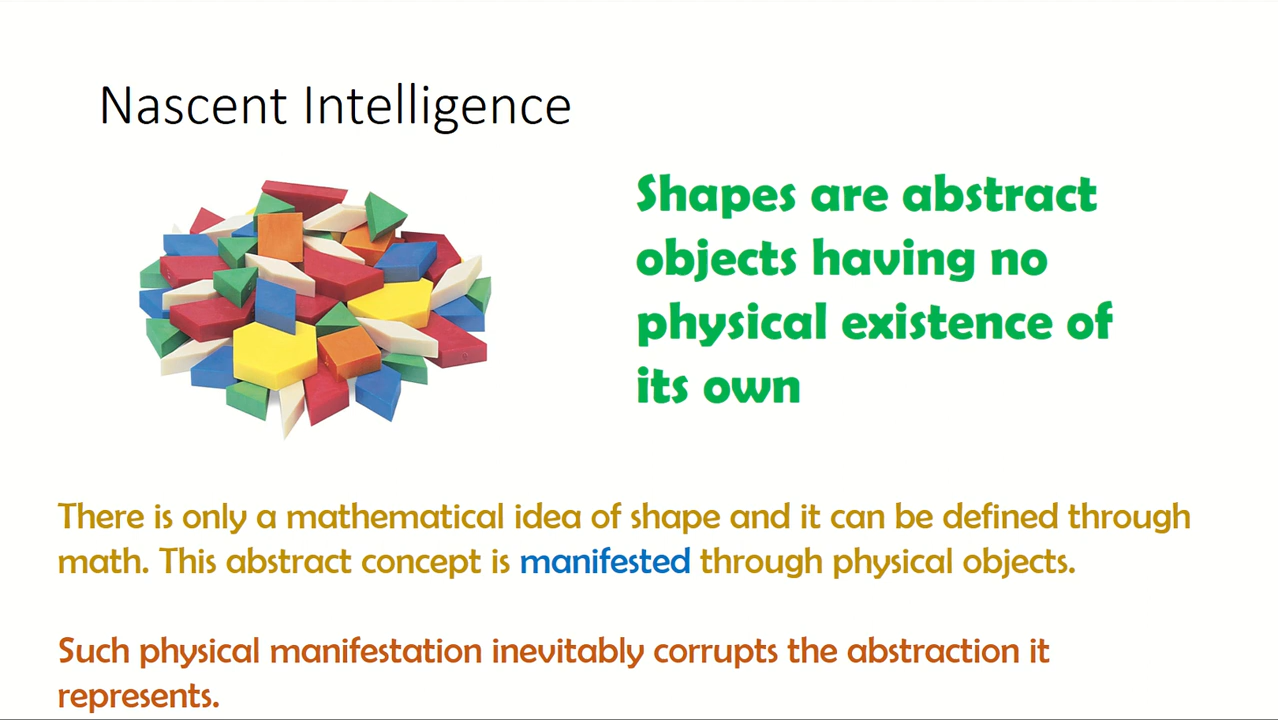 Nascent Intelligence
Shapes are abstract
objects having no
physical existence of
its own
There is only a mathematical idea of shape and it can be defined through
math. This abstract concept is manifested through physical objects.
Such physical manifestation inevitably corrupts the abstraction it
represents.